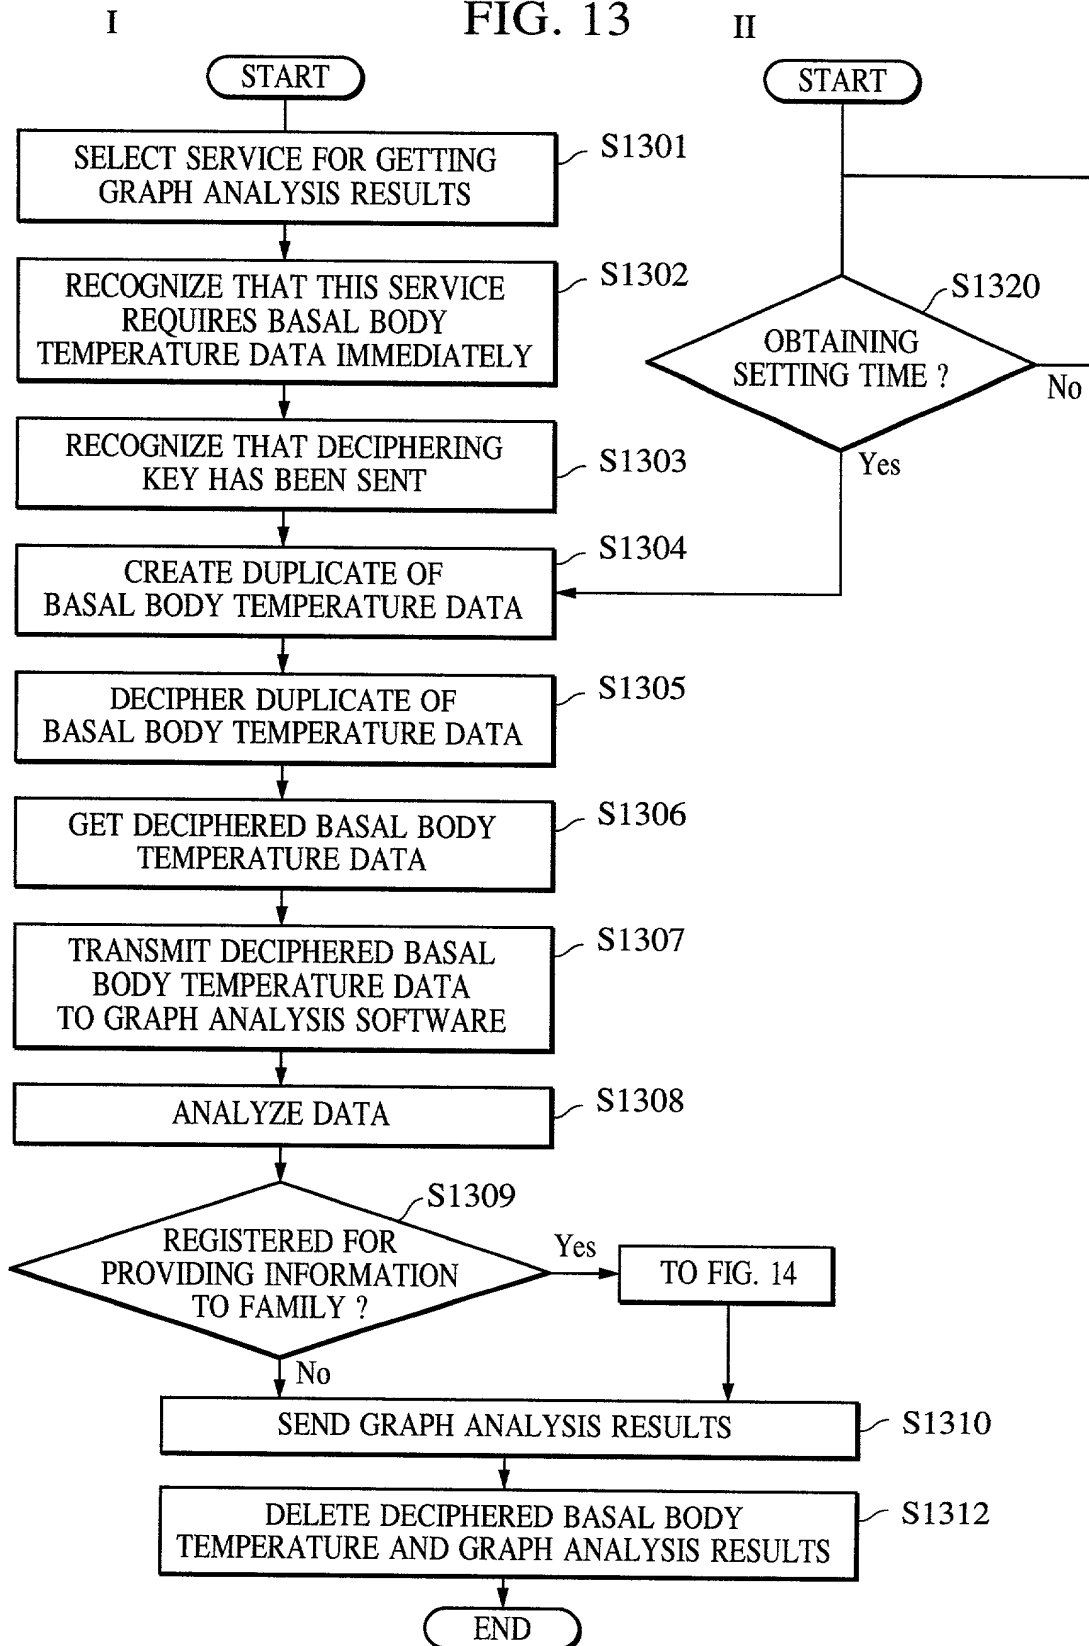 FIG. 13
I
II
START
START
SELECT SERVICE FOR GETTING
GRAPH ANALYSIS RESULTS
S1301
RECOGNIZE THAT THIS SERVICE
REQUIRES BASAL BODY
TEMPERATURE DATA IMMEDIATELY
S1302
S1320
OBTAINING
SETTING TIME ?
No
Yes
RECOGNIZE THAT DECIPHERING
KEY HAS BEEN SENT
S1303
CREATE DUPLICATE OF
BASAL BODY TEMPERATURE DATA
S1304
DECIPHER DUPLICATE OF
BASAL BODY TEMPERATURE DATA
S1305
GET DECIPHERED BASAL BODY
TEMPERATURE DATA
S1306
TRANSMIT DECIPHERED BASAL
BODY TEMPERATURE DATA
TO GRAPH ANALYSIS SOFTWARE
S1307
ANALYZE DATA
S1308
S1309
REGISTERED FOR
PROVIDING INFORMATION
TO FAMILY ?
Yes
TO FIG. 14
No
SEND GRAPH ANALYSIS RESULTS
S1310
DELETE DECIPHERED BASAL BODY
TEMPERATURE AND GRAPH ANALYSIS RESULTS
S1312
END